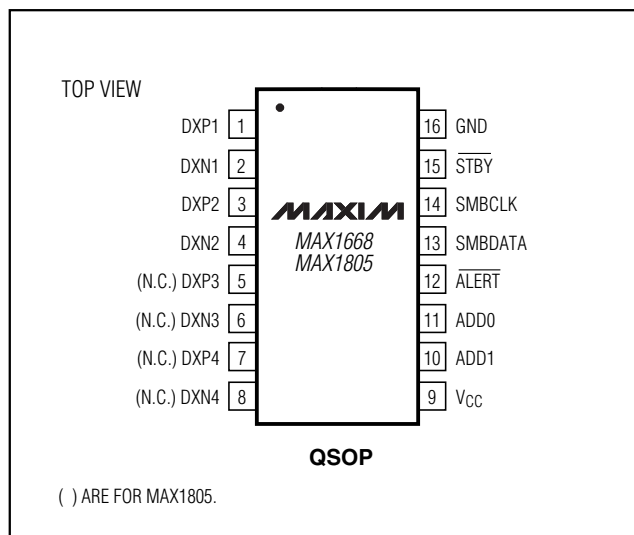 TOP VIEW
DXP1 1
DXN1 2
DXP2 3
DXN2 4
(N.C.) DXP3 5
(N.C.) DXN3 6
(N.C.) DXP4 7
(N.C.) DXN4 8
MAXIM
MAX1668
MAX1805
16 GND
15 S̅T̅B̅Y̅
14 SMBCLK
13 SMBDATA
12 A̅L̅E̅R̅T̅
11 ADD0
10 ADD1
9 VCC
QSOP
( ) ARE FOR MAX1805.